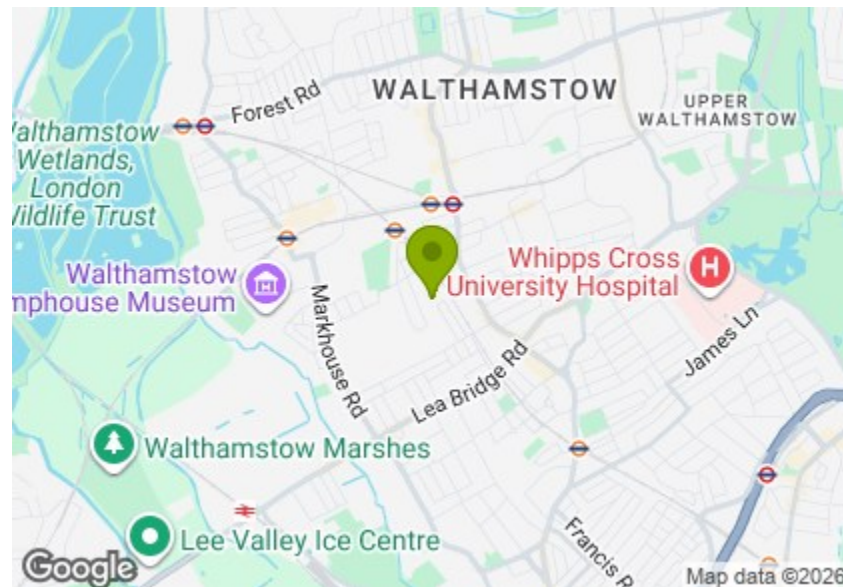 WALTHAMSTOW
Forest Rd
UPPER
WALTHAMSTOW
Walthamstow
Wetlands,
London
Wildlife Trust
Whipps Cross
University Hospital
H
Walthamstow
mphouse Museum
Markhouse Rd
James Ln
Lea Bridge Rd
Walthamstow Marshes
Lee Valley Ice Centre
Francis R
Google
Map data ©2026